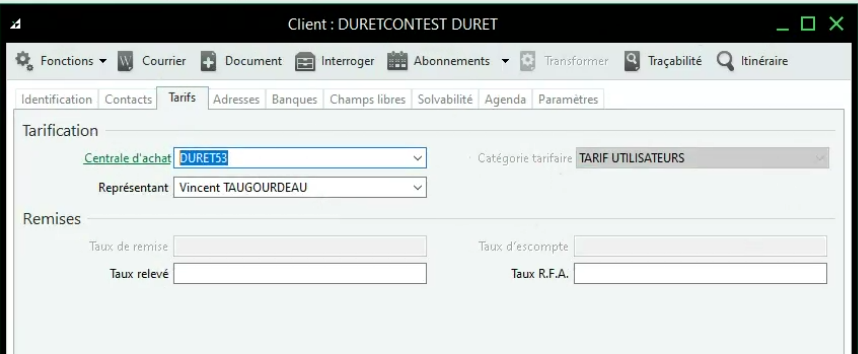 Client : DURETCONTEST DURET
Fonctions Courrier Document Interroger Abonnements Transformer Traçabilité Itinéraire
Identification Contacts Tarifs Adresses Banques Champs libres Solvabilité Agenda Paramètres
Tarification
Centrale d'achat DURET53 Catégorie tarifaire TARIF UTILISATEURS
Représentant Vincent TAUGOURDEAU
Remises
Taux de remise Taux d'escompte
Taux relevé Taux R.F.A.